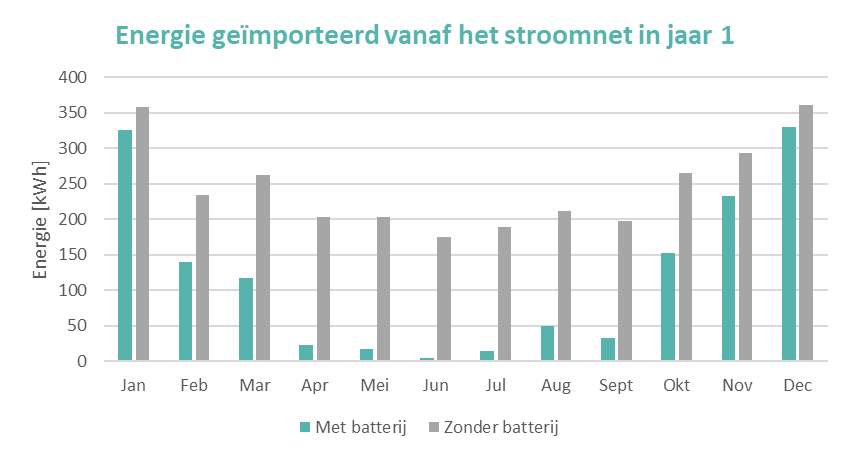 Energie geïmporteerd vanaf het stroomnet in jaar 1
Energie [kWh]
400
350
300
250
200
150
100
50
0
Jan Feb Mar Apr Mei Jun Jul Aug Sept Okt Nov Dec
Met batterij Zonder batterij